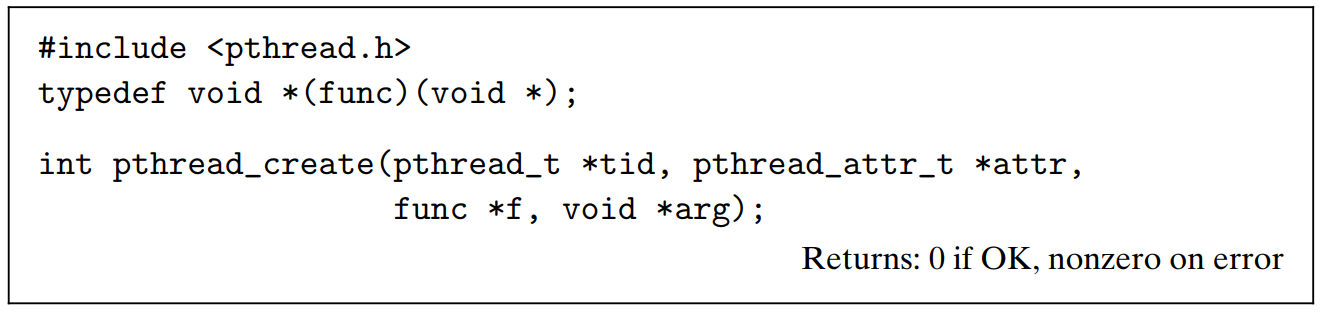 #include <pthread.h>
typedef void *(func)(void *);
int pthread_create(pthread_t *tid, pthread_attr_t *attr,
func *f, void *arg);
Returns: 0 if OK, nonzero on error